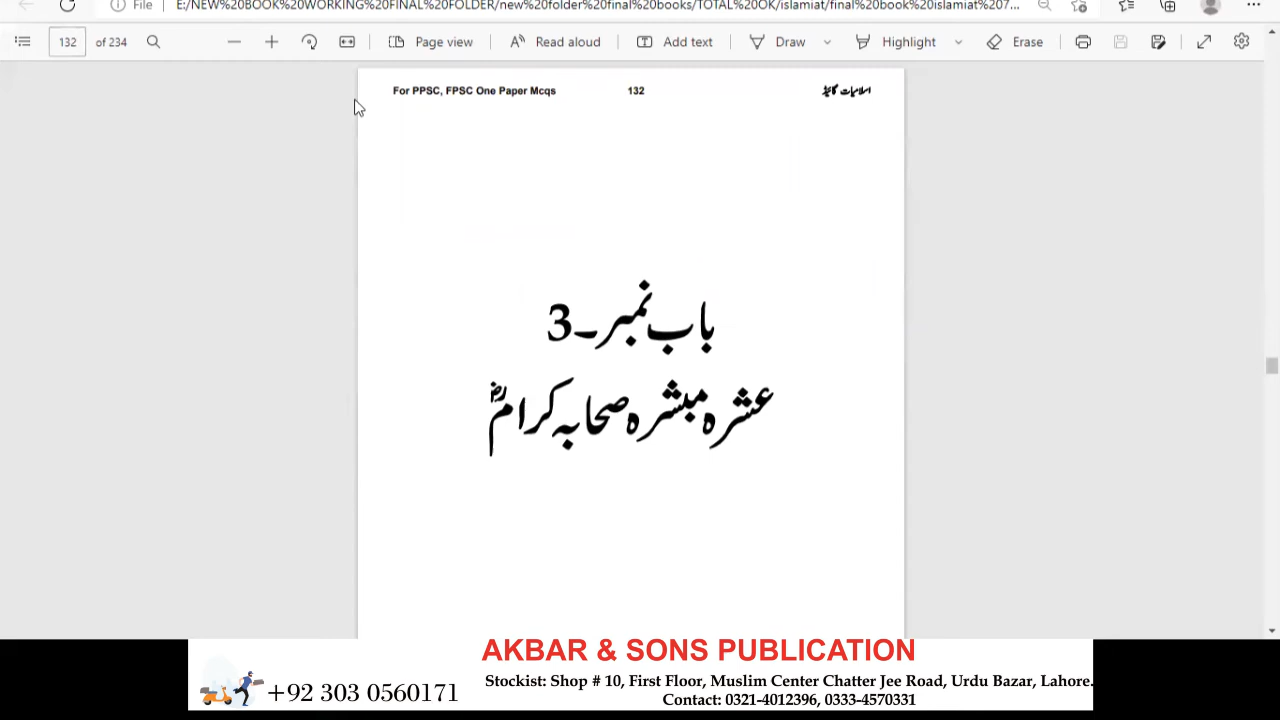 File E:/NEW%20BOOK%20WORKING%20FINAL%20FOLDER/new%20folder%20final%20books/TOTAL%20OK/islamiat/final%20book%20islamiat%207...
132 of 234 Page view Read aloud Add text Draw Highlight Erase
For PPSC, FPSC One Paper Mcqs 132 اسلامیات گائیڈ
باب نمبر۔3
عشرہ مبشرہ صحابہ کرامؓ
AKBAR & SONS PUBLICATION
Stockist: Shop # 10, First Floor, Muslim Center Chatter Jee Road, Urdu Bazar, Lahore.
+92 303 0560171
Contact: 0321-4012396, 0333-4570331